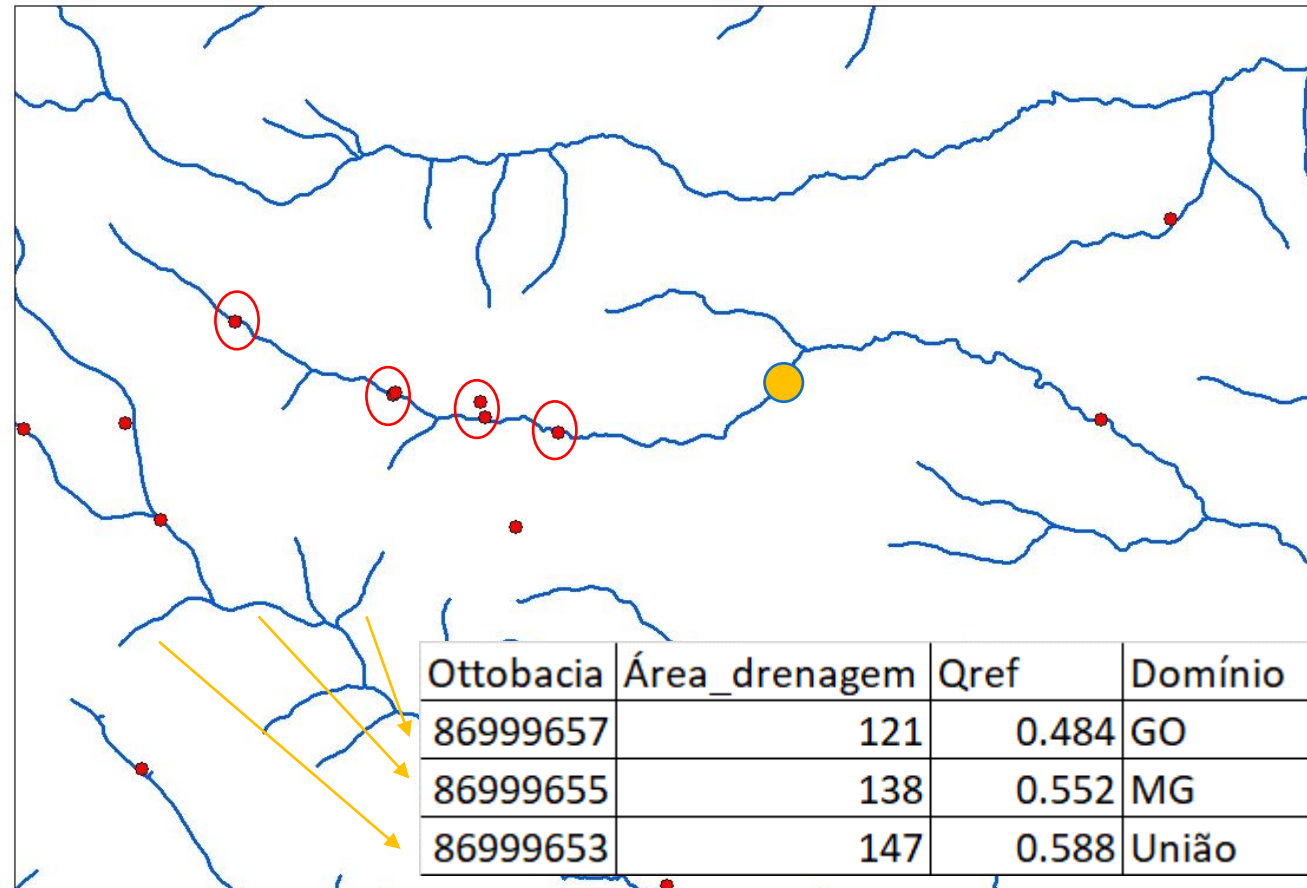 Ottobacia Área_drenagem Qref Domínio
86999657 121 0.484 GO
86999655 138 0.552 MG
86999653 147 0.588 União